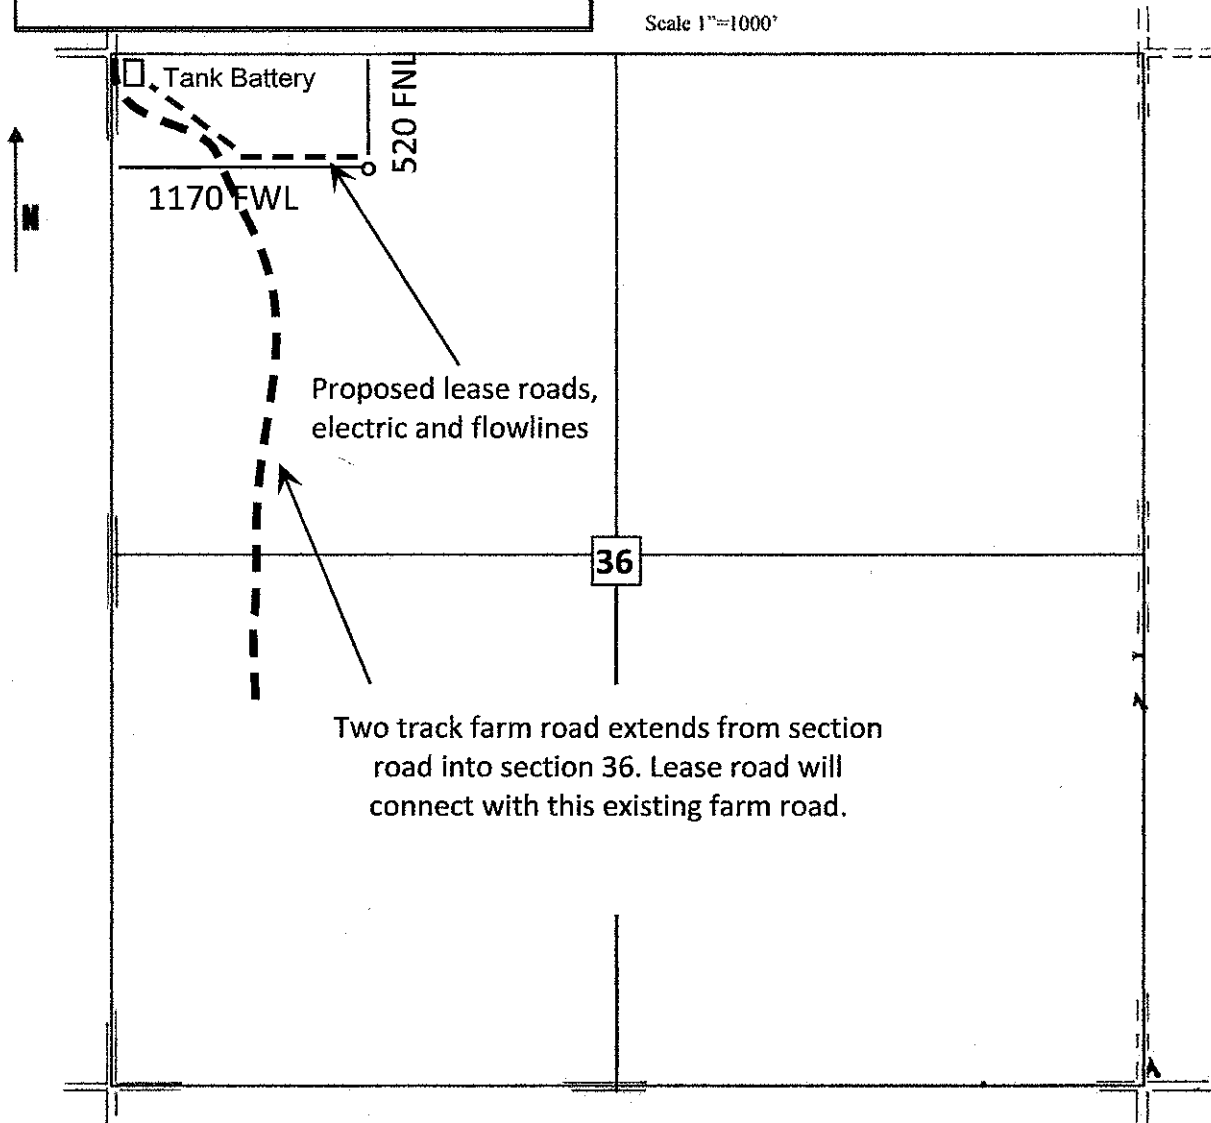 Scale 1"=1000'
Tank Battery
520 FNL
1170 FWL
N
Proposed lease roads,
electric and flowlines
36
Two track farm road extends from section
road into section 36. Lease road will
connect with this existing farm road.